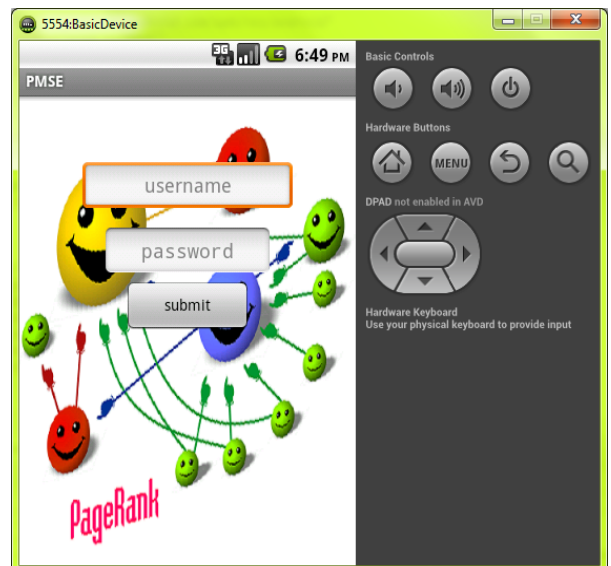 5554:BasicDevice
3G 6:49 PM
PMSE
username
password
submit
PageRank
Basic Controls
Hardware Buttons
MENU
DPAD not enabled in AVD
Hardware Keyboard
Use your physical keyboard to provide input